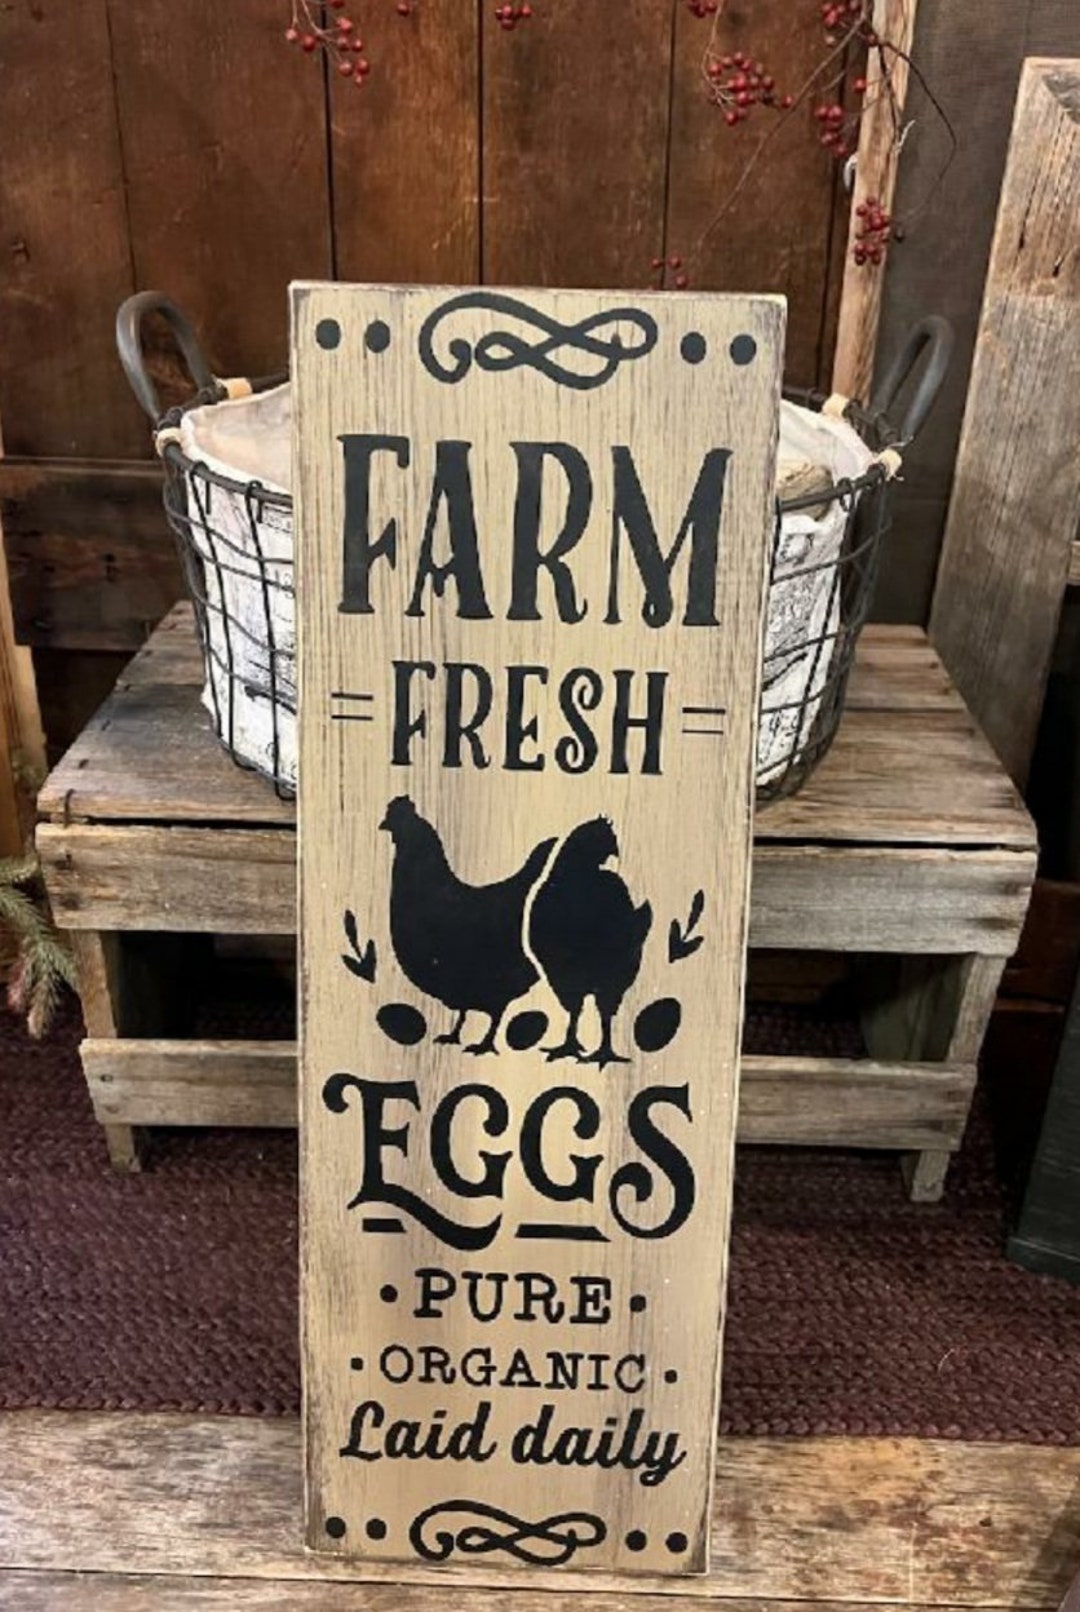 FARM
=FRESH=
EGGS
·PURE·
·ORGANIC·
Laid daily